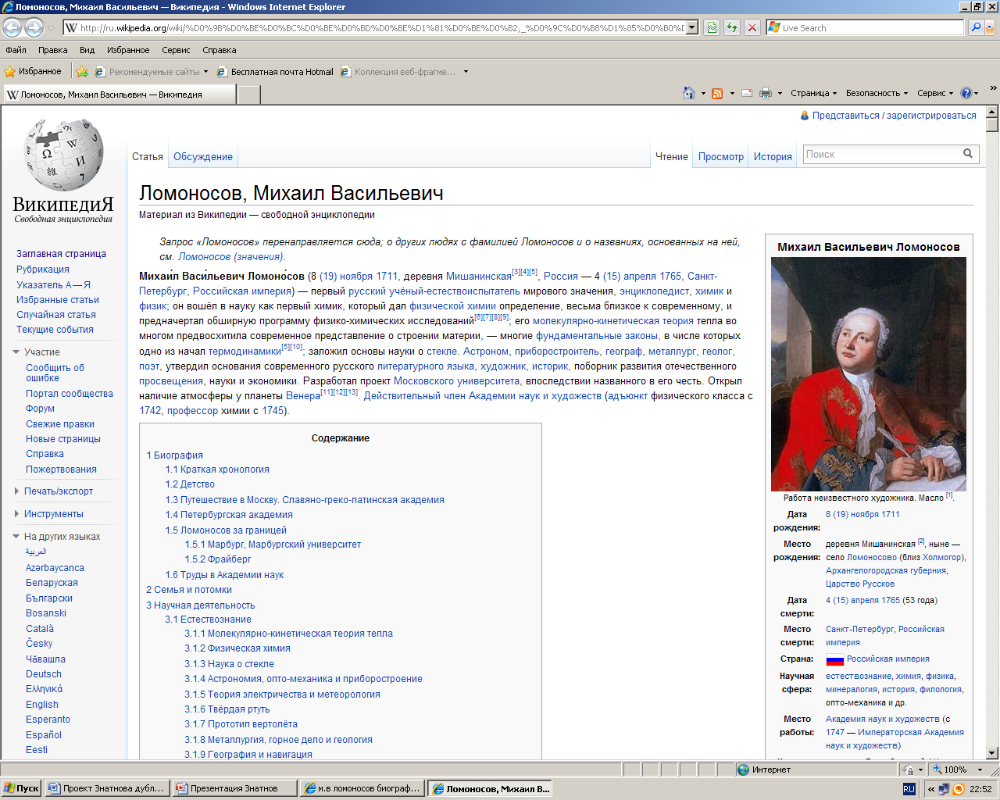 Ломоносов, Михаил Васильевич — Википедия - Windows Internet Explorer
http://ru.wikipedia.org/wiki/%D0%9B%D0%BE%D0%BC%D0%BE%D0%BD%D0%BE%D1%81%D0%BE%D0%B2,_%D0%9C%D0%B8%D1%85%D0%B0%D
Live Search
Файл Правка Вид Избранное Сервис Справка
Избранное Рекомендуемые сайты Бесплатная почта Hotmail Коллекция веб-фрагме...
Ломоносов, Михаил Васильевич — Википедия
Страница Безопасность Сервис
Представиться / зарегистрироваться
Статья Обсуждение Чтение Просмотр История Поиск
ВикипедиЯ
Свободная энциклопедия
Заглавная страница
Рубрикация
Указатель А — Я
Избранные статьи
Случайная статья
Текущие события
Участие
Сообщить об
ошибке
Портал сообщества
Форум
Свежие правки
Новые страницы
Справка
Пожертвования
Печать/экспорт
Инструменты
На других языках
العربية
Azərbaycanca
Беларуская
Български
Bosanski
Català
Česky
Чӑвашла
Deutsch
Ελληνικά
English
Esperanto
Español
Eesti
Ломоносов, Михаил Васильевич
Материал из Википедии — свободной энциклопедии
Запрос «Ломоносов» перенаправляется сюда; о других людях с фамилией Ломоносов и о названиях, основанных на ней,
см. Ломоносов (значения).
Михаи́л Васи́льевич Ломоно́сов (8 (19) ноября 1711, деревня Мишанинская[3][4][5], Россия — 4 (15) апреля 1765, Санкт-
Петербург, Российская империя) — первый русский учёный-естествоиспытатель мирового значения, энциклопедист, химик и
физик; он вошёл в науку как первый химик, который дал физической химии определение, весьма близкое к современному, и
предначертал обширную программу физико-химических исследований[6][7][8][9]; его молекулярно-кинетическая теория тепла во
многом предвосхитила современное представление о строении материи, — многие фундаментальные законы, в числе которых
одно из начал термодинамики[5][10]; заложил основы науки о стекле. Астроном, приборостроитель, географ, металлург, геолог,
поэт, утвердил основания современного русского литературного языка, художник, историк, поборник развития отечественного
просвещения, науки и экономики. Разработал проект Московского университета, впоследствии названного в его честь. Открыл
наличие атмосферы у планеты Венера[11][12][13]. Действительный член Академии наук и художеств (адъюнкт физического класса с
1742, профессор химии с 1745).
Содержание
1 Биография
1.1 Краткая хронология
1.2 Детство
1.3 Путешествие в Москву. Славяно-греко-латинская академия
1.4 Петербургская академия
1.5 Ломоносов за границей
1.5.1 Марбург, Марбургский университет
1.5.2 Фрайберг
1.6 Труды в Академии наук
2 Семья и потомки
3 Научная деятельность
3.1 Естествознание
3.1.1 Молекулярно-кинетическая теория тепла
3.1.2 Физическая химия
3.1.3 Наука о стекле
3.1.4 Астрономия, опто-механика и приборостроение
3.1.5 Теория электричества и метеорология
3.1.6 Твёрдая ртуть
3.1.7 Прототип вертолёта
3.1.8 Металлургия, горное дело и геология
3.1.9 География и навигация
Михаил Васильевич Ломоносов
Работа неизвестного художника. Масло [1].
Дата рождения: 8 (19) ноября 1711
Место рождения: деревня Мишанинская [2], ныне —
село Ломоносово (близ Холмогор),
Архангелогородская губерния,
Царство Русское
Дата смерти: 4 (15) апреля 1765 (53 года)
Место смерти: Санкт-Петербург, Российская
империя
Страна: Российская империя
Научная сфера: естествознание, химия, физика,
минералогия, история, филология,
опто-механика и др.
Место работы: Академия наук и художеств (с
1747 — Императорская Академия
наук и художеств)
Интернет 100%
Пуск Проект Знатнова дубл... Презентация Знатнов м.в ломоносов биограф... Ломоносов, Михаил В... RU « 22:52